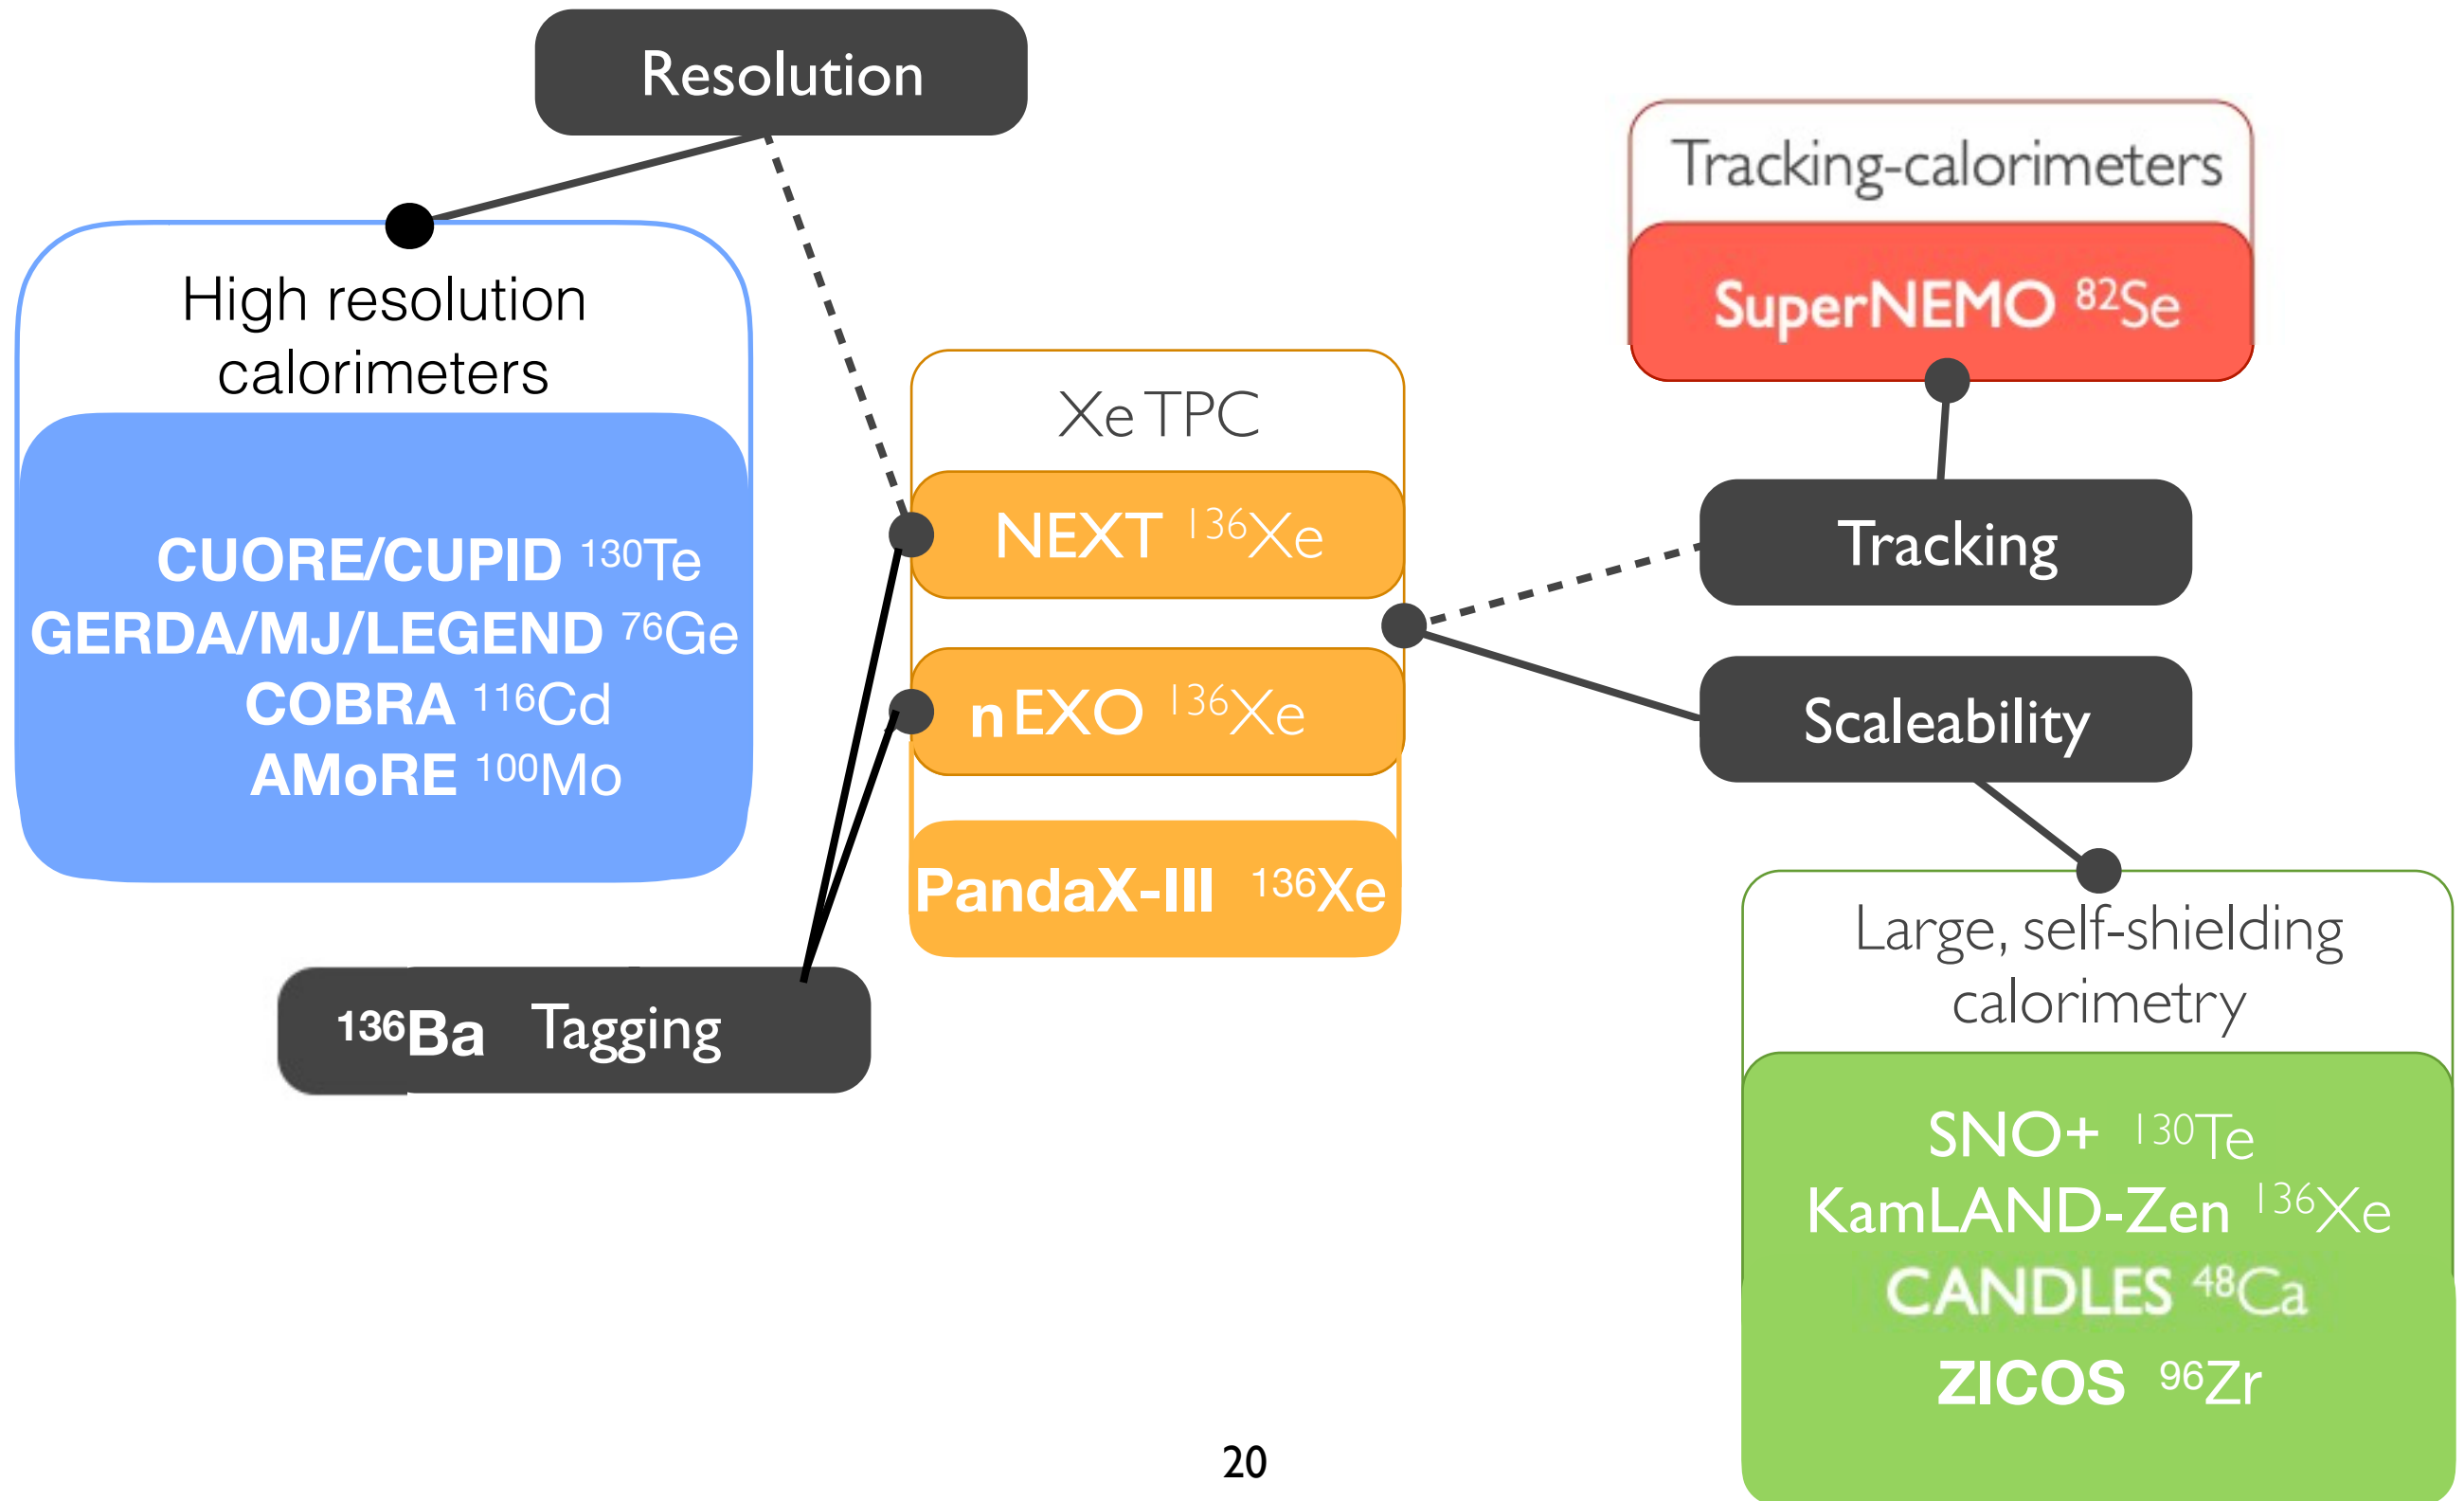 Resolution
High resolution
calorimeters
CUORE/CUPID ¹³⁰Te
GERDA/MJ/LEGEND ⁷⁶Ge
COBRA ¹¹⁶Cd
AMoRE ¹⁰⁰Mo
Xe TPC
NEXT ¹³⁶Xe
nEXO ¹³⁶Xe
PandaX-III ¹³⁶Xe
¹³⁶Ba Tagging
Tracking-calorimeters
SuperNEMO ⁸²Se
Tracking
Scaleability
Large, self-shielding
calorimetry
SNO+ ¹³⁰Te
KamLAND-Zen ¹³⁶Xe
CANDLES ⁴⁸Ca
ZICOS ⁹⁶Zr
20